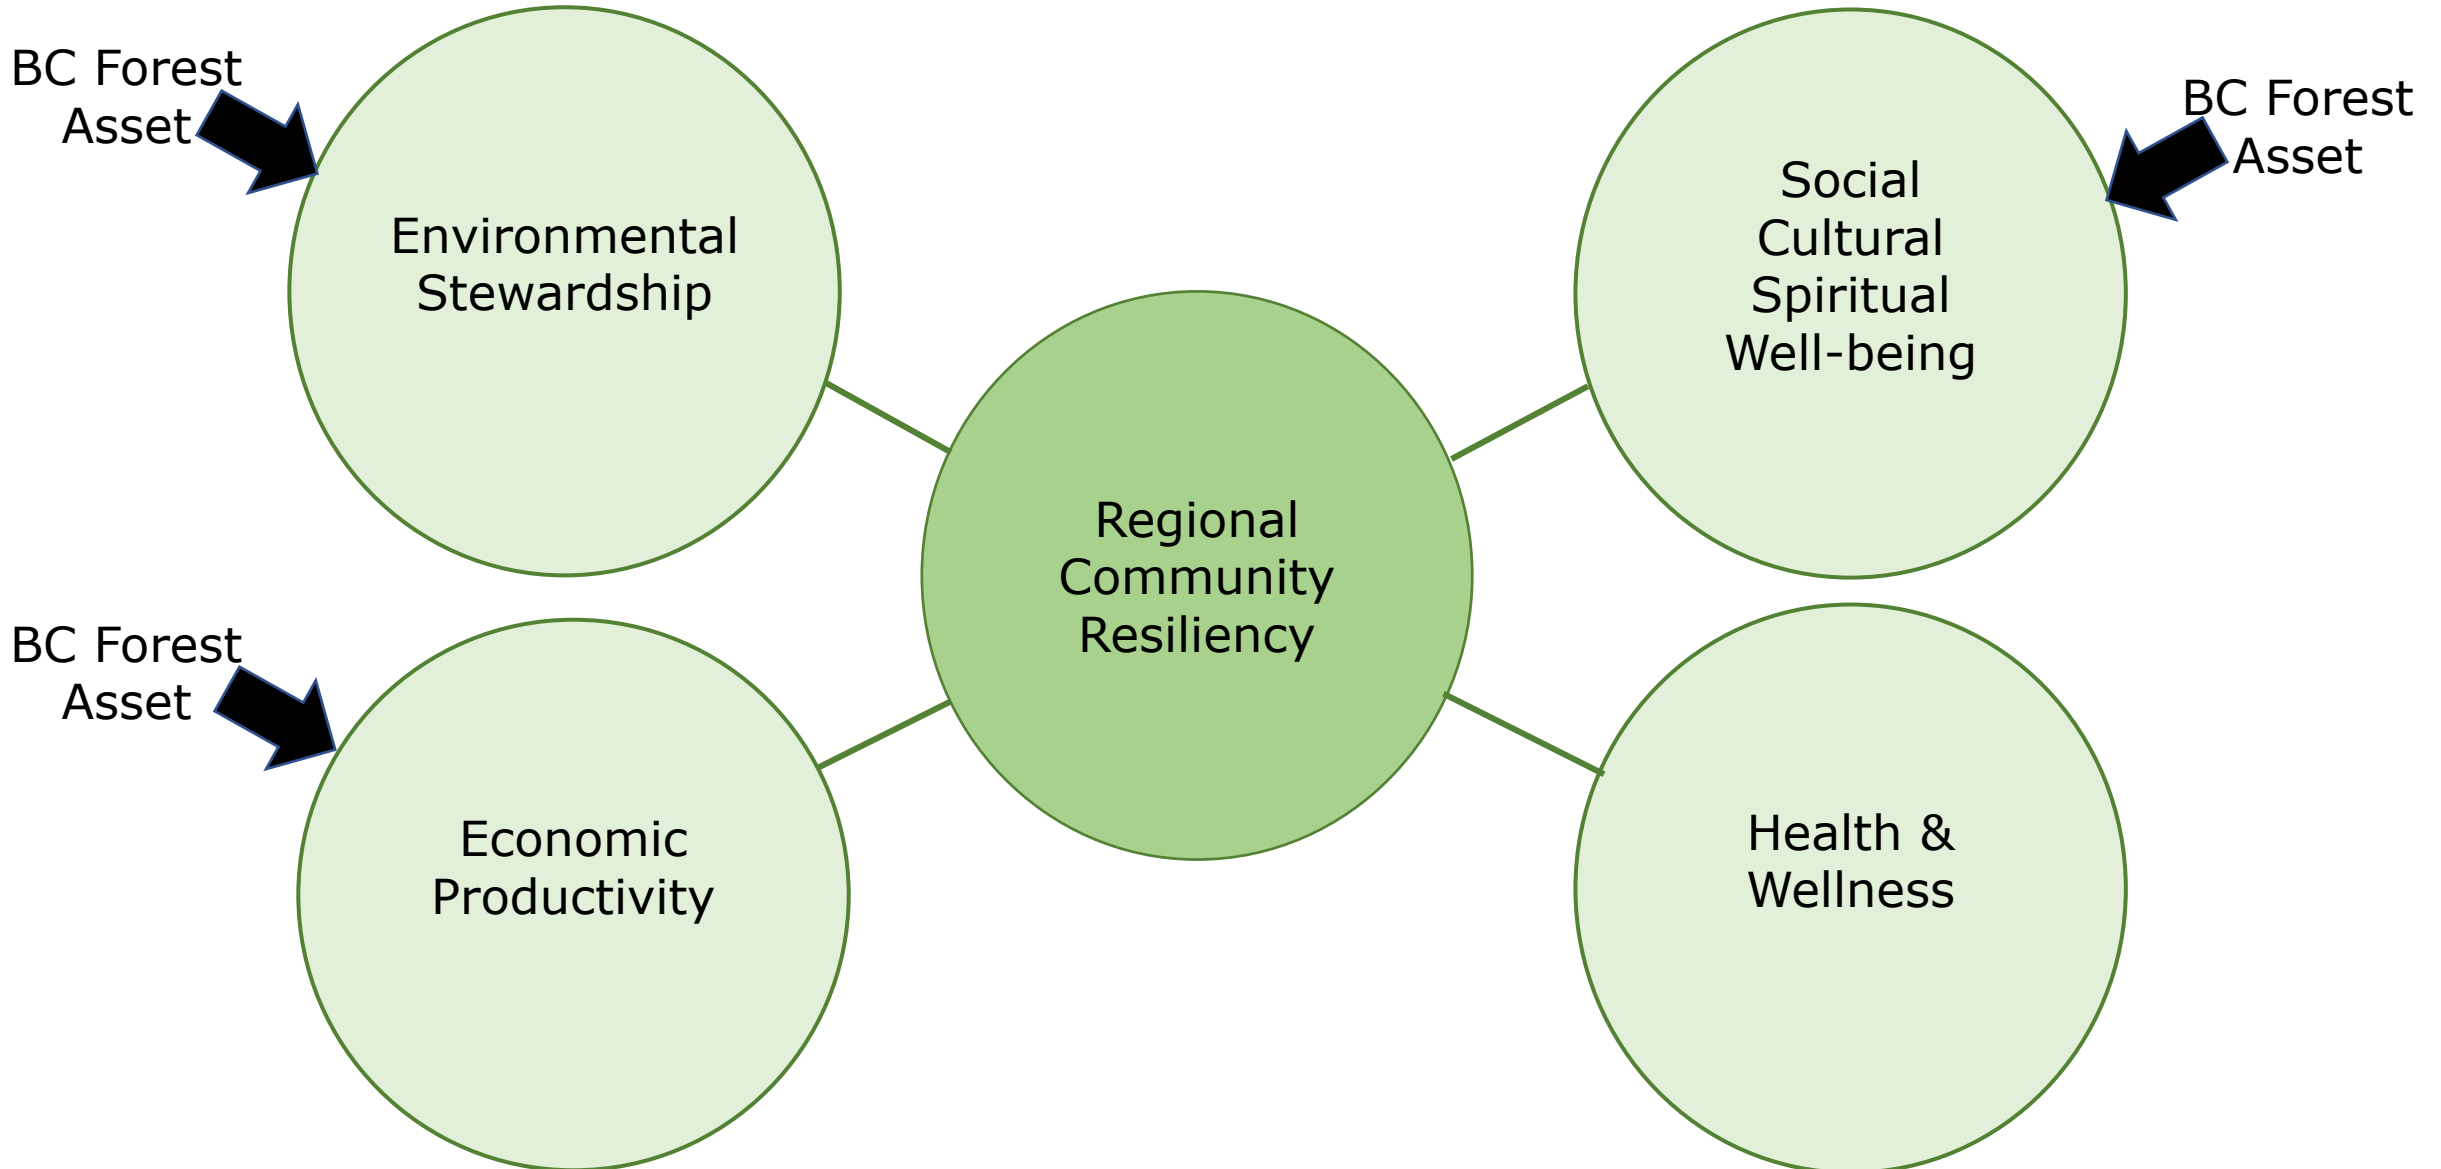 BC Forest
Asset
Environmental
Stewardship
BC Forest
Asset
Social
Cultural
Spiritual
Well-being
Regional
Community
Resiliency
BC Forest
Asset
Economic
Productivity
Health &
Wellness